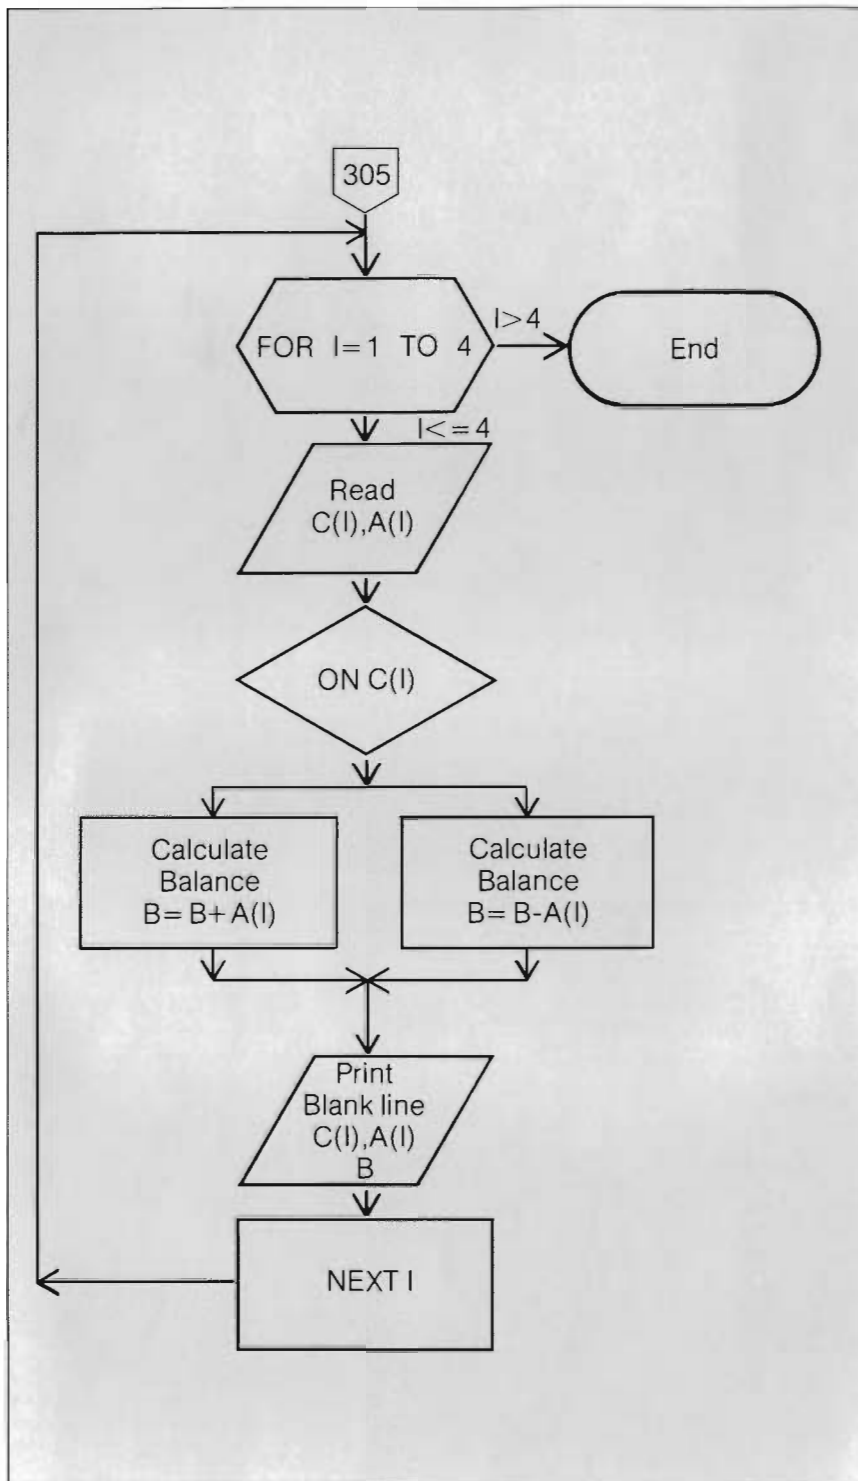 305
FOR I=1 TO 4
I>4
End
I<=4
Read
C(I),A(I)
ON C(I)
Calculate
Balance
B=B+A(I)
Calculate
Balance
B=B-A(I)
Print
Blank line
C(I),A(I)
B
NEXT I